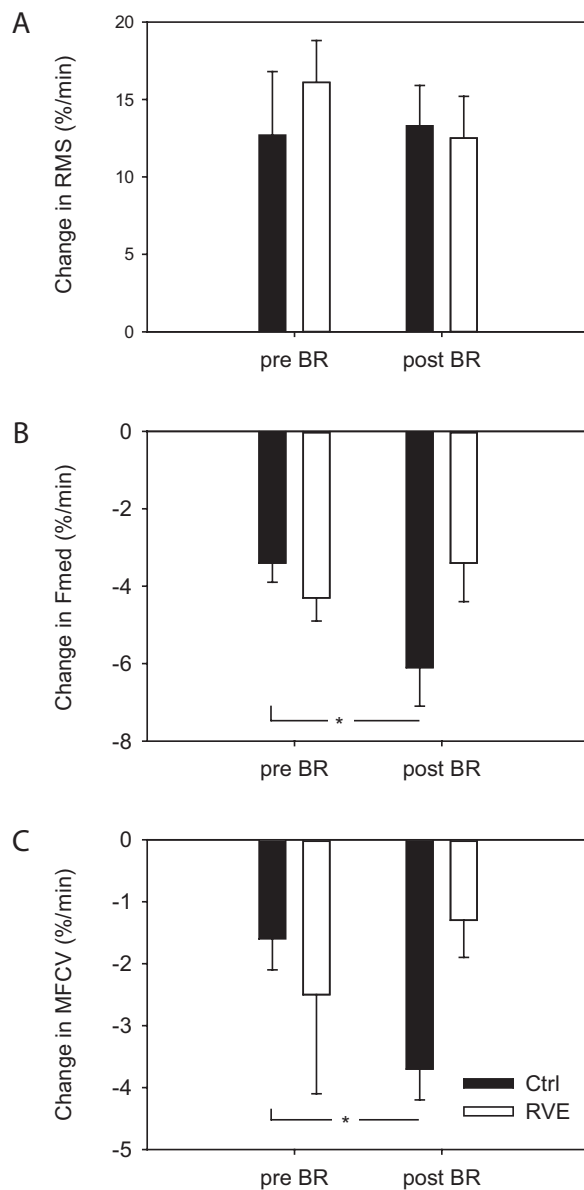 A
Change in RMS (%/min)
20
15
10
5
0
pre BR post BR
B
Change in Fmed (%/min)
0
-2
-4
-6
-8
*
pre BR post BR
C
Change in MFCV (%/min)
0
-1
-2
-3
-4
-5
*
Ctrl
RVE
pre BR post BR